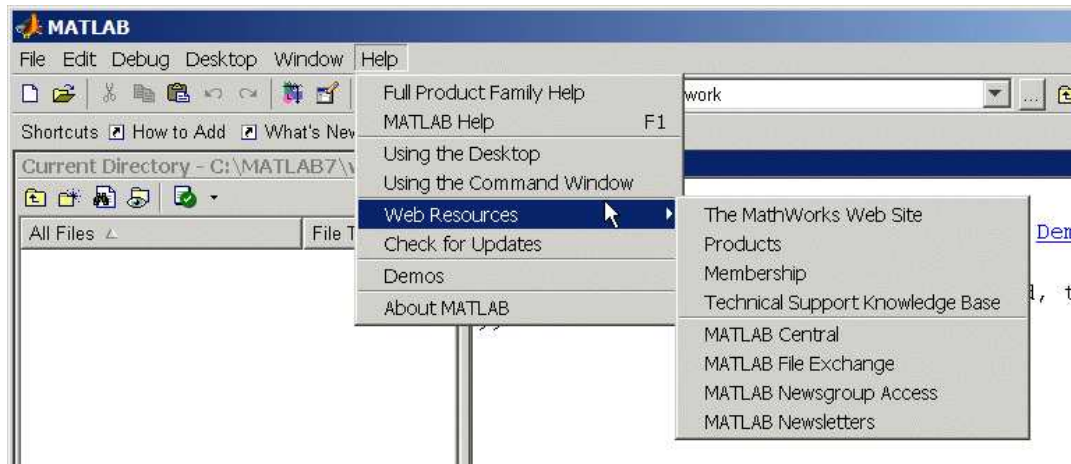 MATLAB
File Edit Debug Desktop Window Help
work
...
Shortcuts How to Add What's New
Current Directory - C:\MATLAB7\
All Files File T
Full Product Family Help
MATLAB Help F1
Using the Desktop
Using the Command Window
Web Resources
Check for Updates
Demos
About MATLAB
The MathWorks Web Site
Products
Membership
Technical Support Knowledge Base
MATLAB Central
MATLAB File Exchange
MATLAB Newsgroup Access
MATLAB Newsletters
Dem
, t